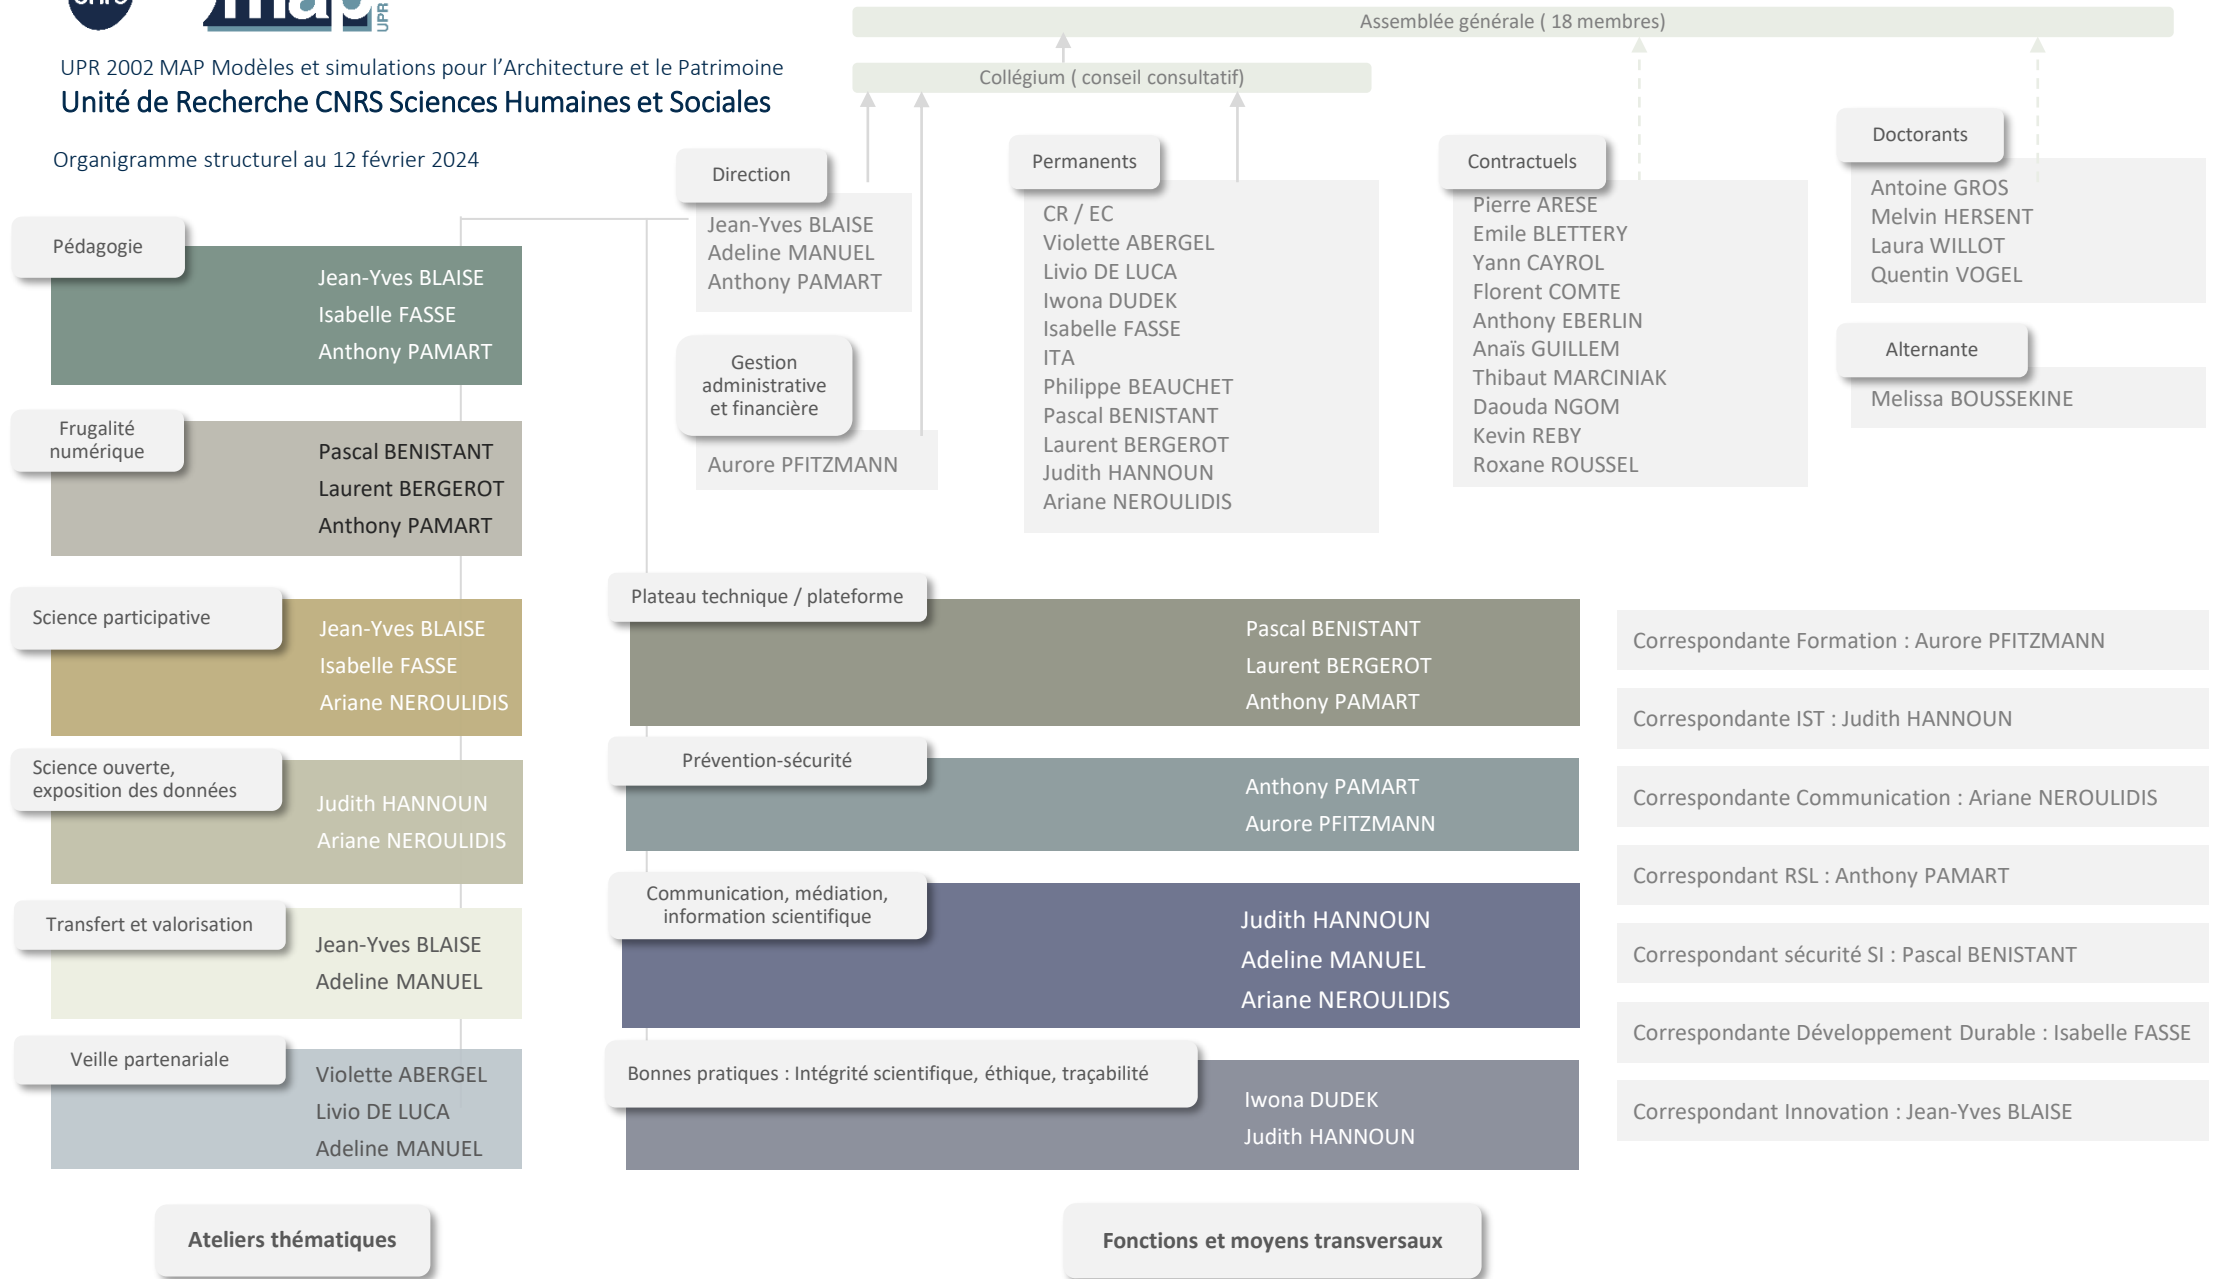 cnrs
map
UPR
UPR 2002 MAP Modèles et simulations pour l'Architecture et le Patrimoine
Unité de Recherche CNRS Sciences Humaines et Sociales
Organigramme structurel au 12 février 2024
Assemblée générale ( 18 membres)
Collégium ( conseil consultatif)
Direction
Jean-Yves BLAISE
Adeline MANUEL
Anthony PAMART
Gestion
administrative
et financière
Aurore PFITZMANN
Permanents
CR / EC
Violette ABERGEL
Livio DE LUCA
Iwona DUDEK
Isabelle FASSE
ITA
Philippe BEAUCHET
Pascal BENISTANT
Laurent BERGEROT
Judith HANNOUN
Ariane NEROULIDIS
Contractuels
Pierre ARESE
Emile BLETTERY
Yann CAYROL
Florent COMTE
Anthony EBERLIN
Anaïs GUILLEM
Thibaut MARCINIAK
Daouda NGOM
Kevin REBY
Roxane ROUSSEL
Doctorants
Antoine GROS
Melvin HERSENT
Laura WILLOT
Quentin VOGEL
Alternante
Melissa BOUSSEKINE
Pédagogie
Jean-Yves BLAISE
Isabelle FASSE
Anthony PAMART
Frugalité
numérique
Pascal BENISTANT
Laurent BERGEROT
Anthony PAMART
Science participative
Jean-Yves BLAISE
Isabelle FASSE
Ariane NEROULIDIS
Science ouverte,
exposition des données
Judith HANNOUN
Ariane NEROULIDIS
Transfert et valorisation
Jean-Yves BLAISE
Adeline MANUEL
Veille partenariale
Violette ABERGEL
Livio DE LUCA
Adeline MANUEL
Ateliers thématiques
Plateau technique / plateforme
Pascal BENISTANT
Laurent BERGEROT
Anthony PAMART
Prévention-sécurité
Anthony PAMART
Aurore PFITZMANN
Communication, médiation,
information scientifique
Judith HANNOUN
Adeline MANUEL
Ariane NEROULIDIS
Bonnes pratiques : Intégrité scientifique, éthique, traçabilité
Iwona DUDEK
Judith HANNOUN
Fonctions et moyens transversaux
Correspondante Formation : Aurore PFITZMANN
Correspondante IST : Judith HANNOUN
Correspondante Communication : Ariane NEROULIDIS
Correspondant RSL : Anthony PAMART
Correspondant sécurité SI : Pascal BENISTANT
Correspondante Développement Durable : Isabelle FASSE
Correspondant Innovation : Jean-Yves BLAISE